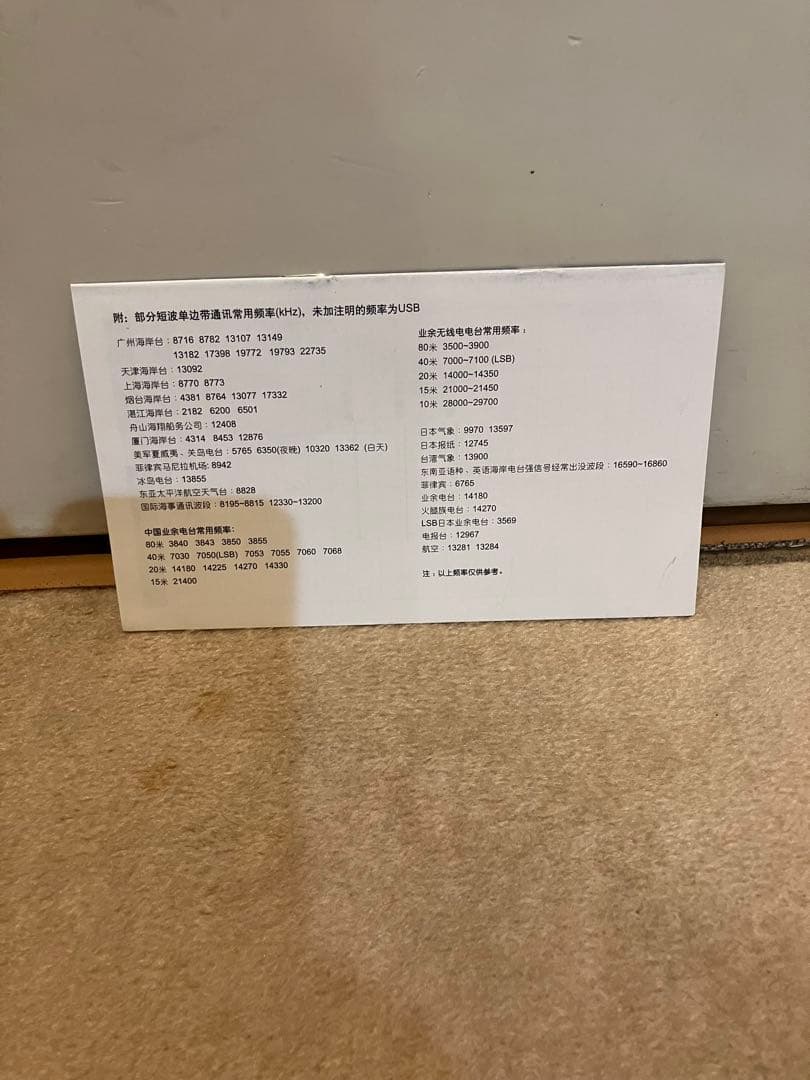 附：部分短波单边带通讯常用频率(kHz)，未加注明的频率为USB
广州海岸台：8716 8782 13107 13149
13182 17398 19772 19793 22735
天津海岸台：13092
上海海岸台：8770 8773
烟台海岸台：4381 8764 13077 17332
湛江海岸台：2182 6200 6501
舟山海翔船务公司：12408
厦门海岸台：4314 8453 12876
美军夏威夷、关岛电台：5765 6350(夜晚) 10320 13362 (白天)
菲律宾马尼拉机场：8942
冰岛电台：13855
东亚太平洋航空天气台：8828
国际海事通讯波段：8195~8815 12330~13200
中国业余电台常用频率：
80米 3840 3843 3850 3855
40米 7030 7050(LSB) 7053 7055 7060 7068
20米 14180 14225 14270 14330
15米 21400
业余无线电电台常用频率：
80米 3500~3900
40米 7000~7100 (LSB)
20米 14000~14350
15米 21000~21450
10米 28000~29700
日本气象：9970 13597
日本报纸：12745
台湾气象：13900
东南亚语种、英语海岸电台强信号经常出没波段：16590~16860
菲律宾：6765
业余电台：14180
火腿族电台：14270
LSB日本业余电台：3569
电报台：12967
航空：13281 13284
注：以上频率仅供参考。